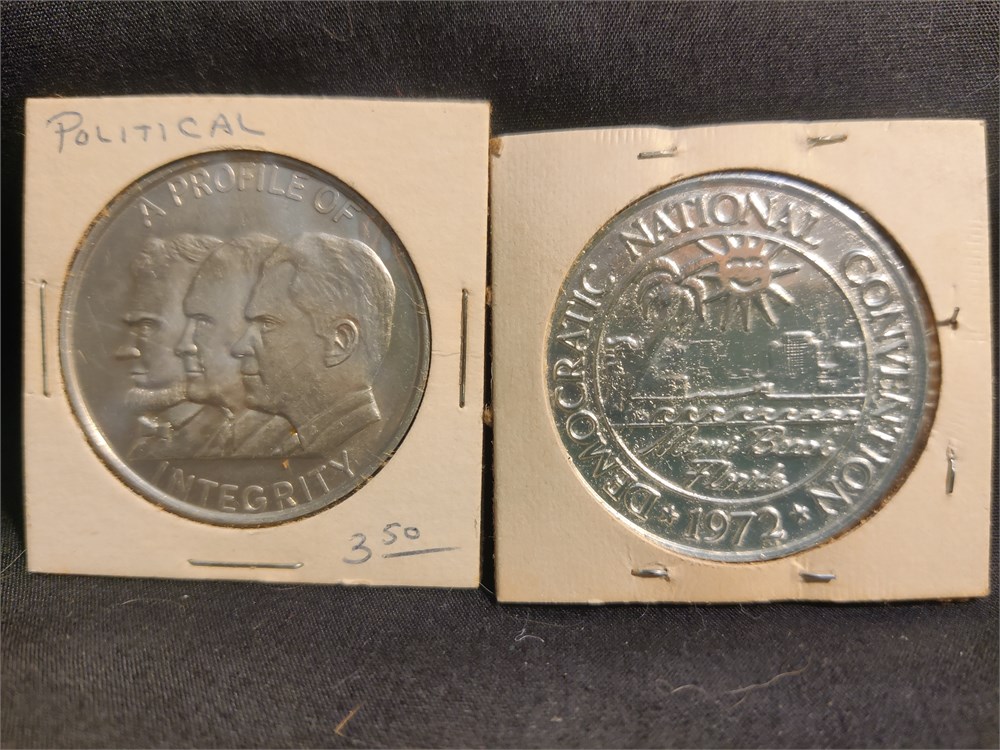 POLITICAL
A PROFILE OF
INTEGRITY
3 50
DEMOCRATIC NATIONAL CONVENTION
Miami Beach
Florida
★ 1972 ★